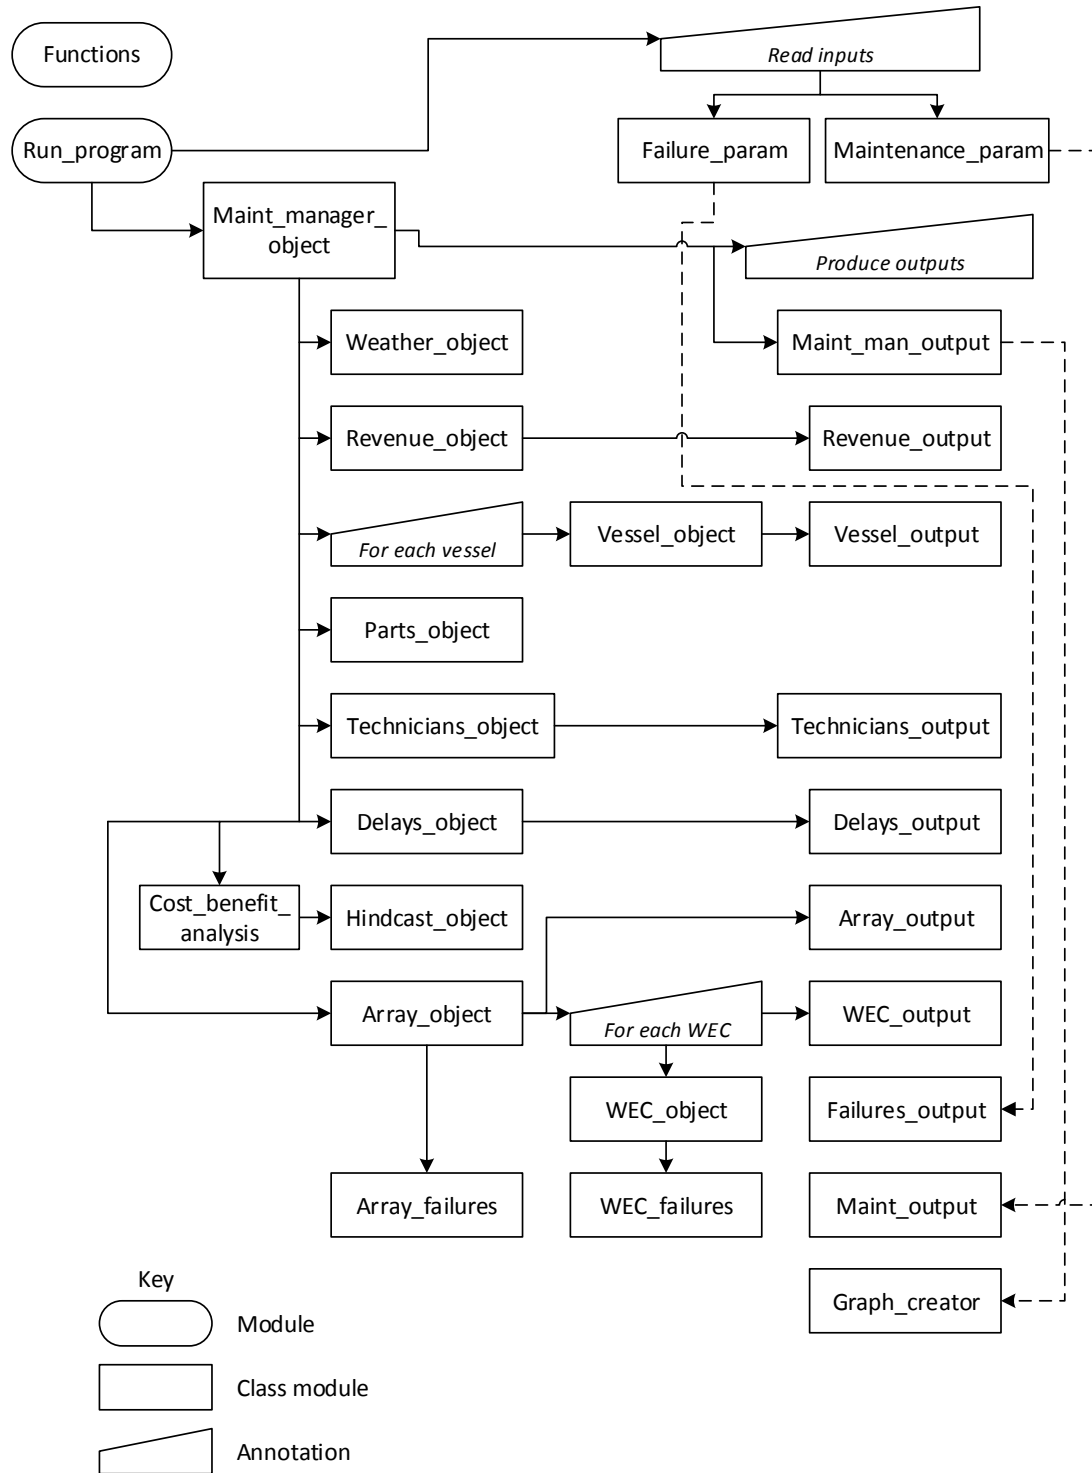 Functions
Read inputs
Run_program
Failure_param
Maintenance_param
Maint_manager_
object
Produce outputs
Weather_object
Maint_man_output
Revenue_object
Revenue_output
For each vessel
Vessel_object
Vessel_output
Parts_object
Technicians_object
Technicians_output
Delays_object
Delays_output
Cost_benefit_
analysis
Hindcast_object
Array_output
Array_object
For each WEC
WEC_output
WEC_object
Failures_output
Array_failures
WEC_failures
Maint_output
Key
Graph_creator
Module
Class module
Annotation